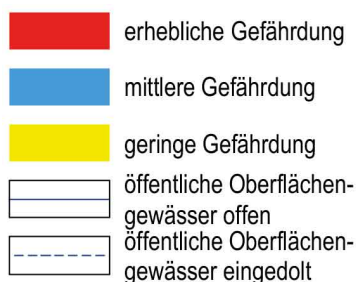 erhebliche Gefährdung
mittlere Gefährdung
geringe Gefährdung
öffentliche Oberflächen-
gewässer offen
öffentliche Oberflächen-
gewässer eingedolt